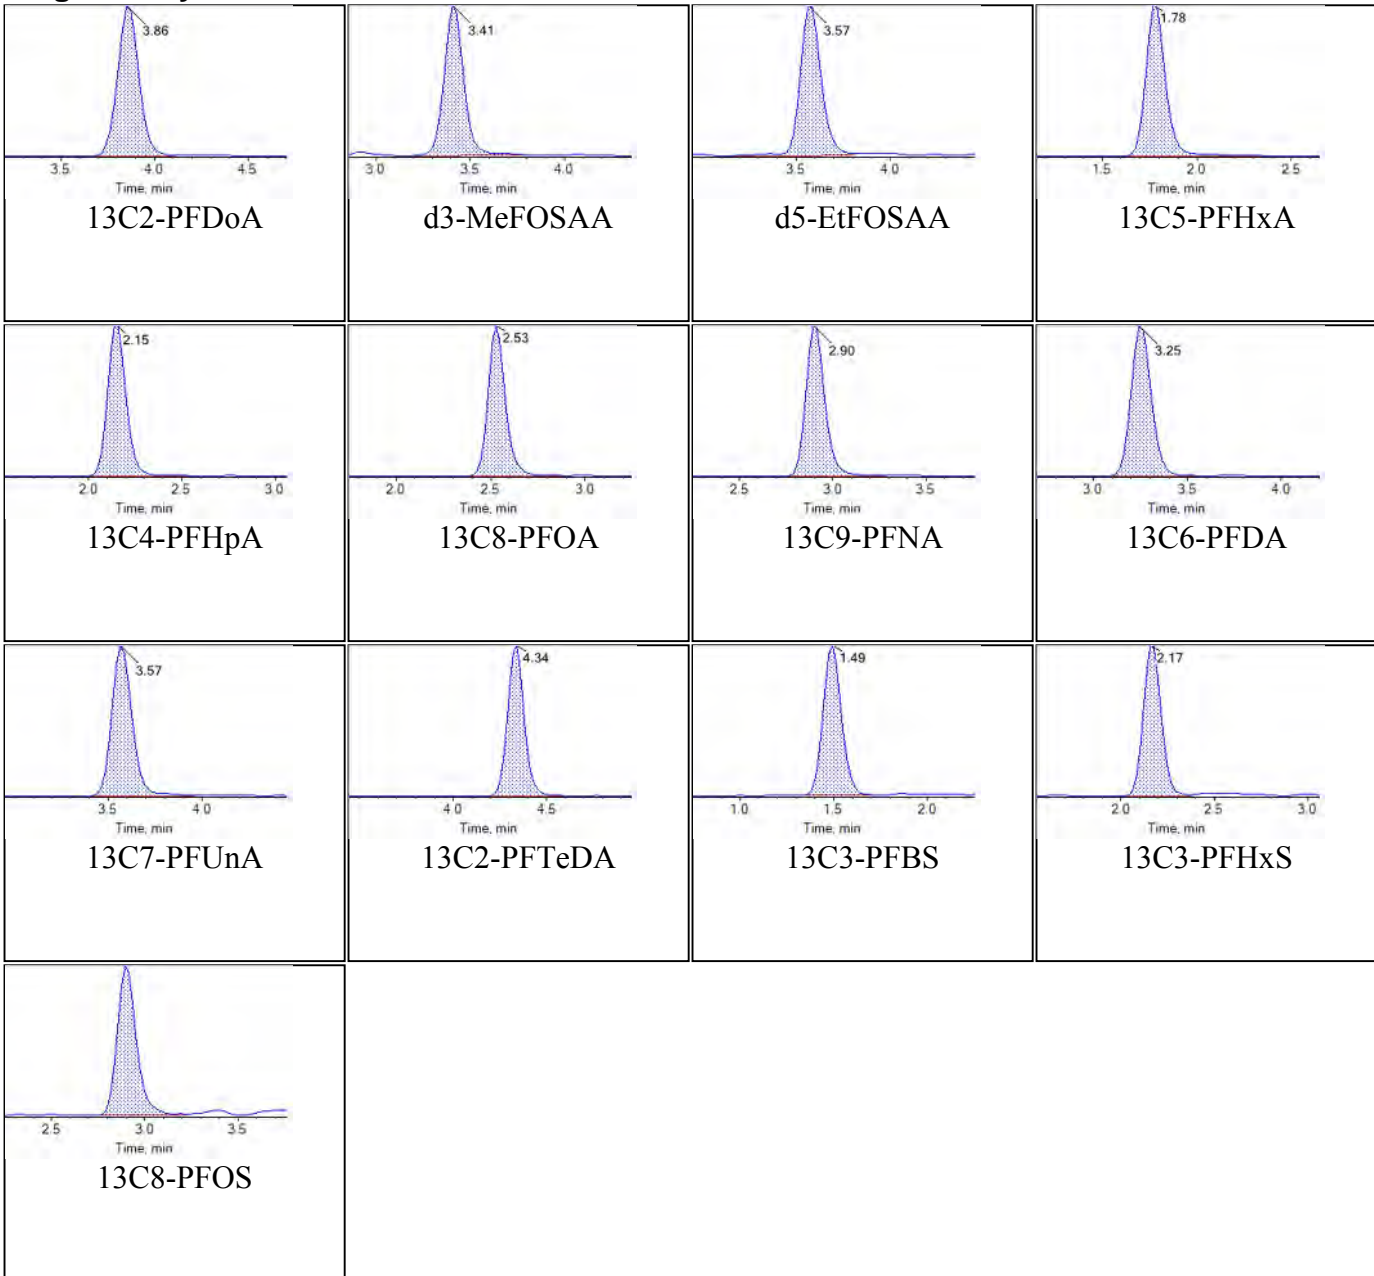 3.86
3.5 4.0 4.5
Time, min
13C2-PFDoA
3.41
3.0 3.5 4.0
Time, min
d3-MeFOSAA
3.57
3.5 4.0
Time, min
d5-EtFOSAA
1.78
1.5 2.0 2.5
Time, min
13C5-PFHxA
2.15
2.0 2.5 3.0
Time, min
13C4-PFHpA
2.53
2.0 2.5 3.0
Time, min
13C8-PFOA
2.90
2.5 3.0 3.5
Time, min
13C9-PFNA
3.25
3.0 3.5 4.0
Time, min
13C6-PFDA
3.57
3.5 4.0
Time, min
13C7-PFUnA
4.34
4.0 4.5
Time, min
13C2-PFTeDA
1.49
1.0 1.5 2.0
Time, min
13C3-PFBS
2.17
2.0 2.5 3.0
Time, min
13C3-PFHxS
2.5 3.0 3.5
Time, min
13C8-PFOS